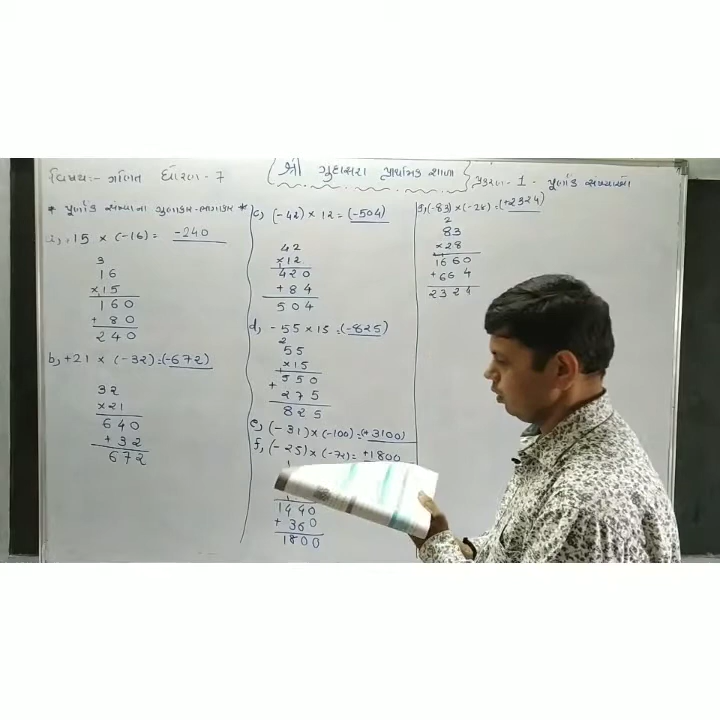 વિષય:- ગણિત ધોરણ - 7
શ્રી ગુઢાસરા પ્રાથમિક શાળા
પ્રકરણ - 1 - પૂર્ણાંક સંખ્યાઓ
* પૂર્ણાંક સંખ્યાના ગુણાકાર-ભાગાકાર *
a, 15 × (-16) = -240
3
16
×15
160
+ 80
240
b, +21 × (-32) = (-672)
32
×21
640
+ 32
672
c, (-42) × 12 = (-504)
42
×12
420
+ 84
504
d, -55 × 15 = (-825)
2
55
×15
550
+
275
825
e, (-31) × (-100) = (+3100)
f, (-25) × (-72) = +1800
1440
+ 360
1800
(-83) × (-28) = (+2324)
2
83
×28
1660
+ 664
2324